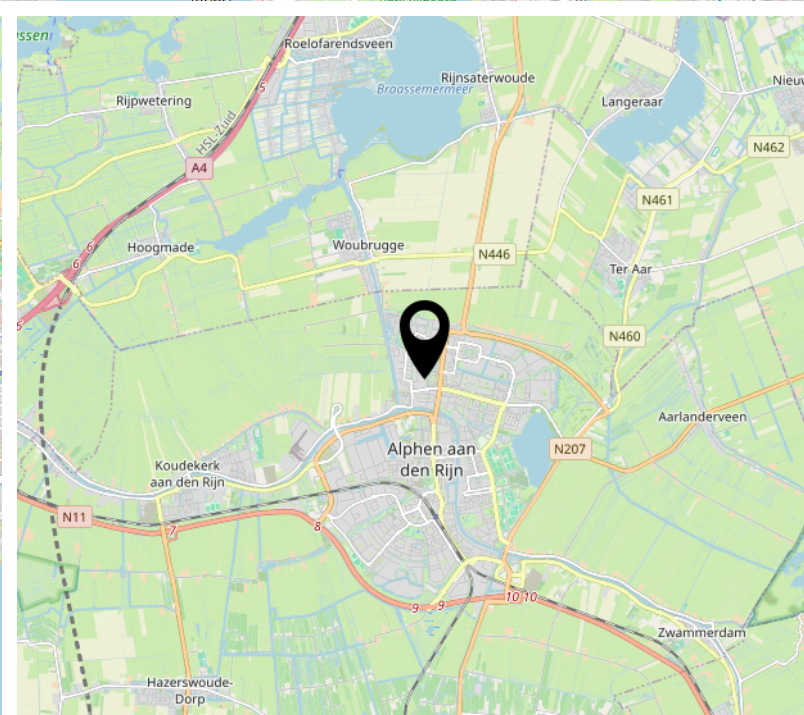 Roelofarendsveen
Rijnsaterwoude
Braassemermeer
Rijpwetering
Langeraar
5
HSL-Zuid
N462
A4
N461
6
Hoogmade
Woubrugge
N446
6
Ter Aar
5
N460
Aarlanderveen
Alphen aan
den Rijn
N207
Koudekerk
aan den Rijn
N11
7
8
9
9
10
10
Zwammerdam
Hazerswoude-
Dorp